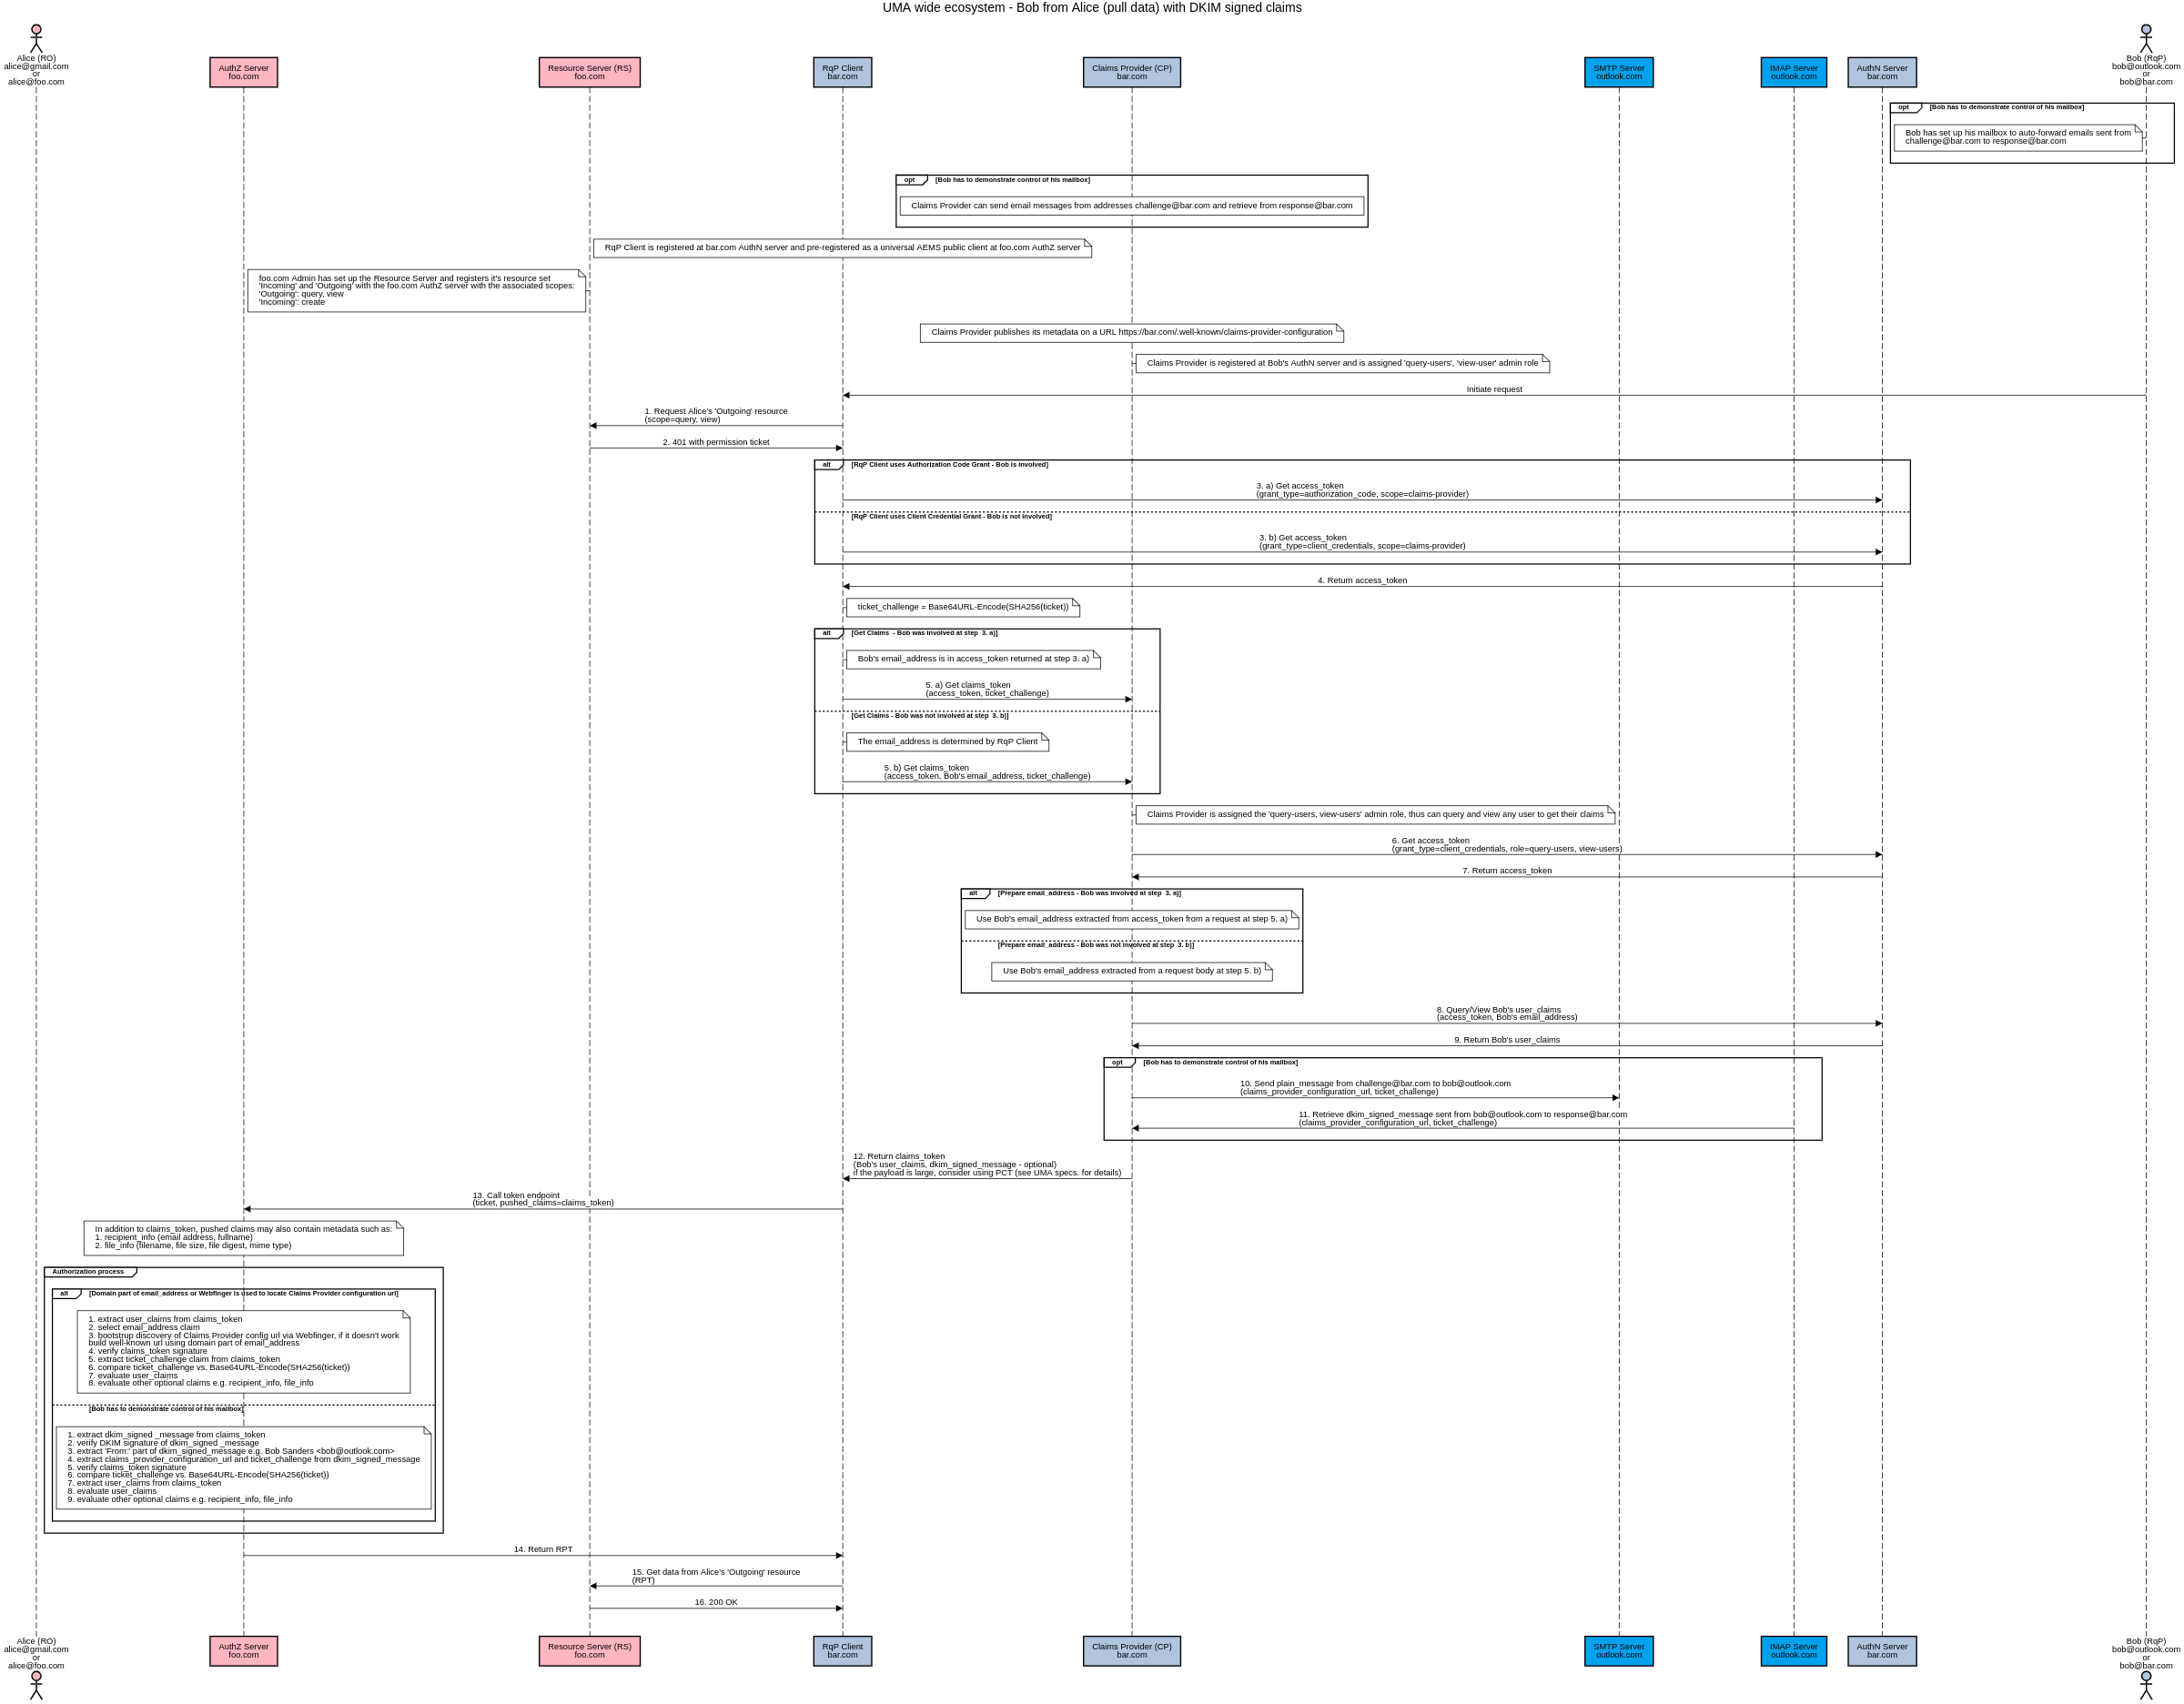 UMA wide ecosystem - Bob from Alice (pull data) with DKIM signed claims
Alice (RO)
alice@gmail.com
or
alice@foo.com
AuthZ Server
foo.com
Resource Server (RS)
foo.com
RqP Client
bar.com
Claims Provider (CP)
bar.com
SMTP Server
outlook.com
IMAP Server
outlook.com
AuthN Server
bar.com
Bob (RqP)
bob@outlook.com
or
bob@bar.com
opt [Bob has to demonstrate control of his mailbox]
Bob has set up his mailbox to auto-forward emails sent from
challenge@bar.com to response@bar.com
opt [Bob has to demonstrate control of his mailbox]
Claims Provider can send email messages from addresses challenge@bar.com and retrieve from response@bar.com
RqP Client is registered at bar.com AuthN server and pre-registered as a universal AEMS public client at foo.com AuthZ server
foo.com Admin has set up the Resource Server and registers it's resource set
'Incoming' and 'Outgoing' with the foo.com AuthZ server with the associated scopes:
'Outgoing': query, view
'Incoming': create
Claims Provider publishes its metadata on a URL https://bar.com/.well-known/claims-provider-configuration
Claims Provider is registered at Bob's AuthN server and is assigned 'query-users', 'view-user' admin role
Initiate request
1. Request Alice's 'Outgoing' resource
(scope=query, view)
2. 401 with permission ticket
alt [RqP Client uses Authorization Code Grant - Bob is involved]
3. a) Get access_token
(grant_type=authorization_code, scope=claims-provider)
[RqP Client uses Client Credential Grant - Bob is not involved]
3. b) Get access_token
(grant_type=client_credentials, scope=claims-provider)
4. Return access_token
ticket_challenge = Base64URL-Encode(SHA256(ticket))
alt [Get Claims  - Bob was involved at step  3. a)]
Bob's email_address is in access_token returned at step 3. a)
5. a) Get claims_token
(access_token, ticket_challenge)
[Get Claims - Bob was not involved at step  3. b)]
The email_address is determined by RqP Client
5. b) Get claims_token
(access_token, Bob's email_address, ticket_challenge)
Claims Provider is assigned the 'query-users, view-users' admin role, thus can query and view any user to get their claims
6. Get access_token
(grant_type=client_credentials, role=query-users, view-users)
7. Return access_token
alt [Prepare email_address - Bob was involved at step  3. a)]
Use Bob's email_address extracted from access_token from a request at step 5. a)
[Prepare email_address - Bob was not involved at step  3. b)]
Use Bob's email_address extracted from a request body at step 5. b)
8. Query/View Bob's user_claims
(access_token, Bob's email_address)
9. Return Bob's user_claims
opt [Bob has to demonstrate control of his mailbox]
10. Send plain_message from challenge@bar.com to bob@outlook.com
(claims_provider_configuration_url, ticket_challenge)
11. Retrieve dkim_signed_message sent from bob@outlook.com to response@bar.com
(claims_provider_configuration_url, ticket_challenge)
12. Return claims_token
(Bob's user_claims, dkim_signed_message - optional)
if the payload is large, consider using PCT (see UMA specs. for details)
13. Call token endpoint
(ticket, pushed_claims=claims_token)
In addition to claims_token, pushed claims may also contain metadata such as:
1. recipient_info (email address, fullname)
2. file_info (filename, file size, file digest, mime type)
Authorization process
alt [Domain part of email_address or Webfinger is used to locate Claims Provider configuration url]
1. extract user_claims from claims_token
2. select email_address claim
3. bootstrup discovery of Claims Provider config url via Webfinger, if it doesn't work
build well-known url using domain part of email_address
4. verify claims_token signature
5. extract ticket_challenge claim from claims_token
6. compare ticket_challenge vs. Base64URL-Encode(SHA256(ticket))
7. evaluate user_claims
8. evaluate other optional claims e.g. recipient_info, file_info
[Bob has to demonstrate control of his mailbox]
1. extract dkim_signed _message from claims_token
2. verify DKIM signature of dkim_signed _message
3. extract 'From:' part of dkim_signed_message e.g. Bob Sanders <bob@outlook.com>
4. extract claims_provider_configuration_url and ticket_challenge from dkim_signed_message
5. verify claims_token signature
6. compare ticket_challenge vs. Base64URL-Encode(SHA256(ticket))
7. extract user_claims from claims_token
8. evaluate user_claims
9. evaluate other optional claims e.g. recipient_info, file_info
14. Return RPT
15. Get data from Alice's 'Outgoing' resource
(RPT)
16. 200 OK
Alice (RO)
alice@gmail.com
or
alice@foo.com
AuthZ Server
foo.com
Resource Server (RS)
foo.com
RqP Client
bar.com
Claims Provider (CP)
bar.com
SMTP Server
outlook.com
IMAP Server
outlook.com
AuthN Server
bar.com
Bob (RqP)
bob@outlook.com
or
bob@bar.com